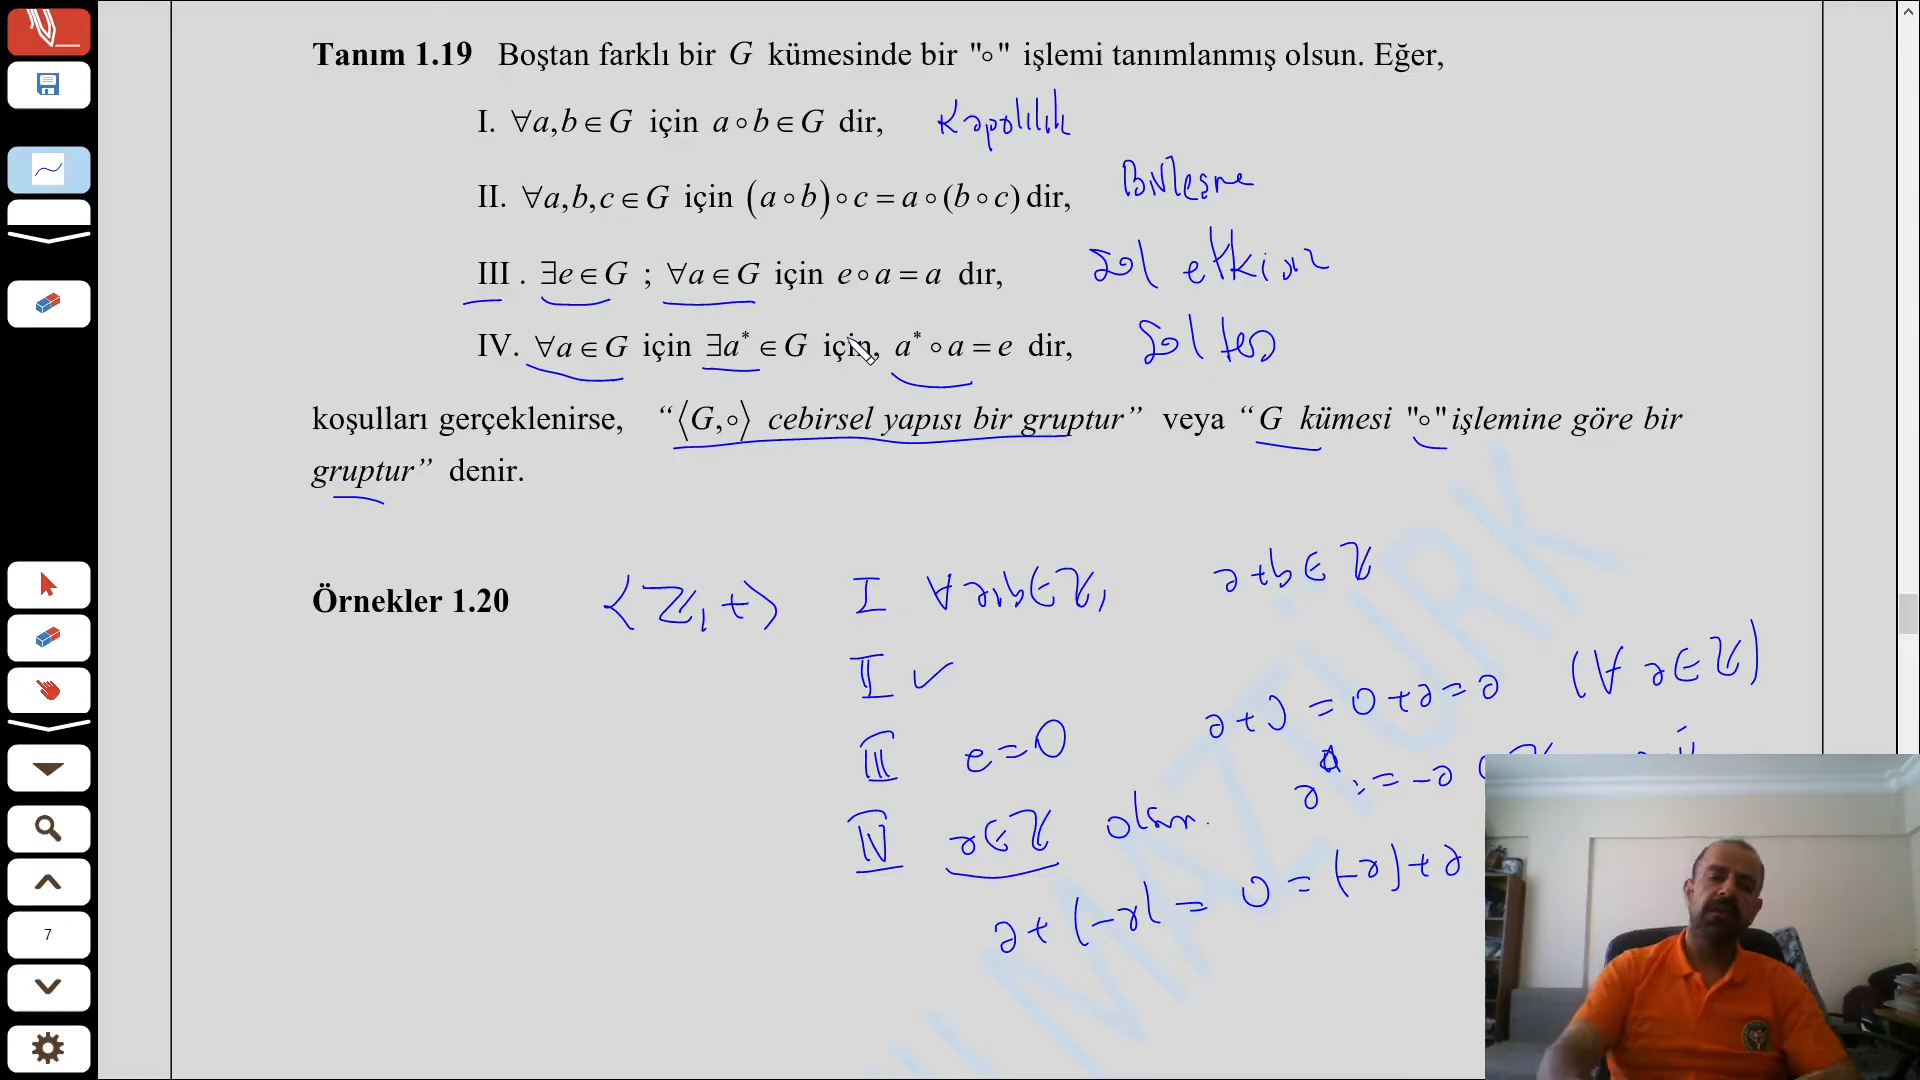 Tanım 1.19 Boştan farklı bir G kümesinde bir "∘" işlemi tanımlanmış olsun. Eğer,
I. ∀a,b∈G için a∘b∈G dir, Kapalılık
II. ∀a,b,c∈G için (a∘b)∘c=a∘(b∘c) dir, Birleşme
III . ∃e∈G ; ∀a∈G için e∘a=a dır, Sol etkisiz
IV. ∀a∈G için ∃a*∈G için, a*∘a=e dir, Sol ters
koşulları gerçeklenirse, “⟨G,∘⟩ cebirsel yapısı bir gruptur” veya “G kümesi "∘"işlemine göre bir
gruptur” denir.
Örnekler 1.20 ⟨Z,+⟩ I ∀a,b∈Z, a+b∈Z
II ✓
III e=0 a+0=0+a=a (∀a∈Z)
IV a∈Z olsun. a* := -a
a+(-a)=0=(-a)+a
7